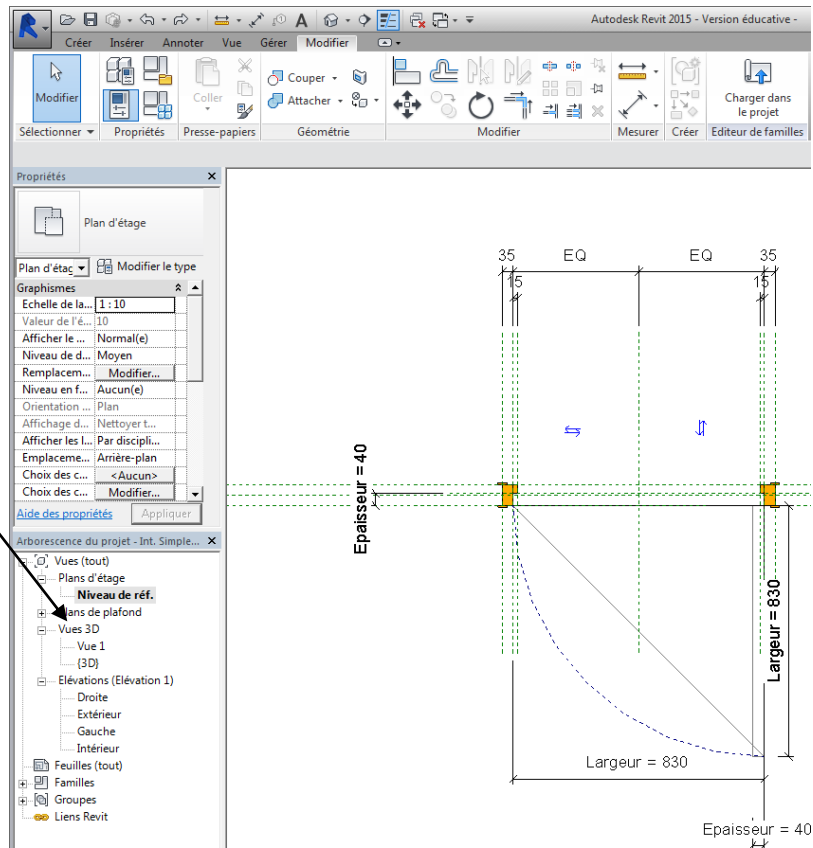 Autodesk Revit 2015 - Version éducative -
Créer Insérer Annoter Vue Gérer Modifier
Modifier
Coller
Couper
Attacher
Charger dans
le projet
Sélectionner Propriétés Presse-papiers Géométrie Modifier Mesurer Créer Editeur de familles
Propriétés
Plan d'étage
Plan d'étag Modifier le type
Graphismes
Echelle de la... 1 : 10
Valeur de l'é... 10
Afficher le ... Normal(e)
Niveau de d... Moyen
Remplacem... Modifier...
Niveau en f... Aucun(e)
Orientation ... Plan
Affichage d... Nettoyer t...
Afficher les l... Par discipli...
Emplaceme... Arrière-plan
Choix des c... <Aucun>
Choix des c... Modifier...
Aide des propriétés Appliquer
Arborescence du projet - Int. Simple...
Vues (tout)
Plans d'étage
Niveau de réf.
Plans de plafond
Vues 3D
Vue 1
{3D}
Elévations (Elévation 1)
Droite
Extérieur
Gauche
Intérieur
Feuilles (tout)
Familles
Groupes
Liens Revit
35 EQ EQ 35
15 15
Epaisseur = 40
Largeur = 830
Largeur = 830
Epaisseur = 40